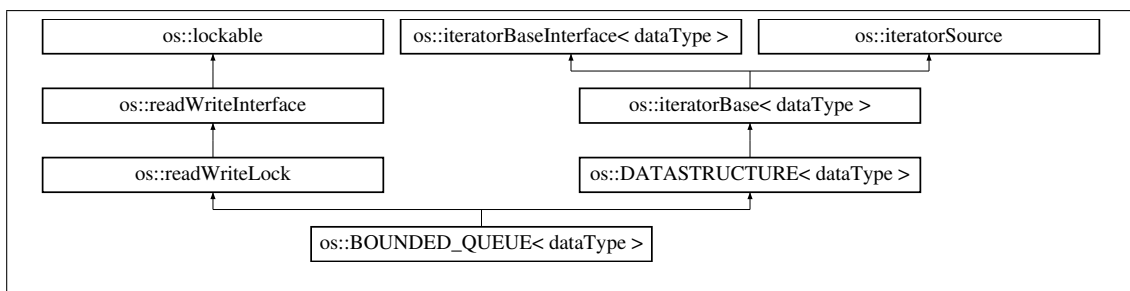 os::lockable
os::iteratorBaseInterface< dataType >
os::iteratorSource
os::readWriteInterface
os::iteratorBase< dataType >
os::readWriteLock
os::DATASTRUCTURE< dataType >
os::BOUNDED_QUEUE< dataType >